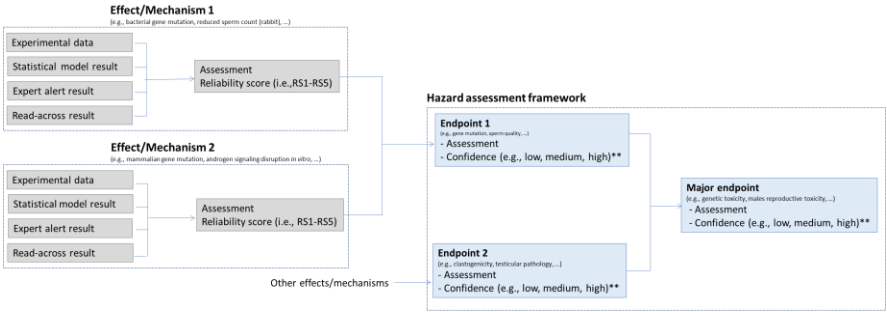 Effect/Mechanism 1
(e.g., bacterial gene mutation, reduced sperm count [rabbit], ...)
Experimental data
Statistical model result
Expert alert result
Read-across result
Assessment
Reliability score (i.e.,RS1-RS5)
Effect/Mechanism 2
(e.g., mammalian gene mutation, androgen signaling disruption in vitro, ...)
Experimental data
Statistical model result
Expert alert result
Read-across result
Assessment
Reliability score (i.e., RS1-RS5)
Other effects/mechanisms
Hazard assessment framework
Endpoint 1
(e.g., gene mutation, sperm quality, ...)
- Assessment
- Confidence (e.g., low, medium, high)**
Endpoint 2
(e.g., clastogenicity, testicular pathology, ...)
- Assessment
- Confidence (e.g., low, medium, high)**
Major endpoint
(e.g., genetic toxicity, males reproductive toxicity, ...)
- Assessment
- Confidence (e.g., low, medium, high)**